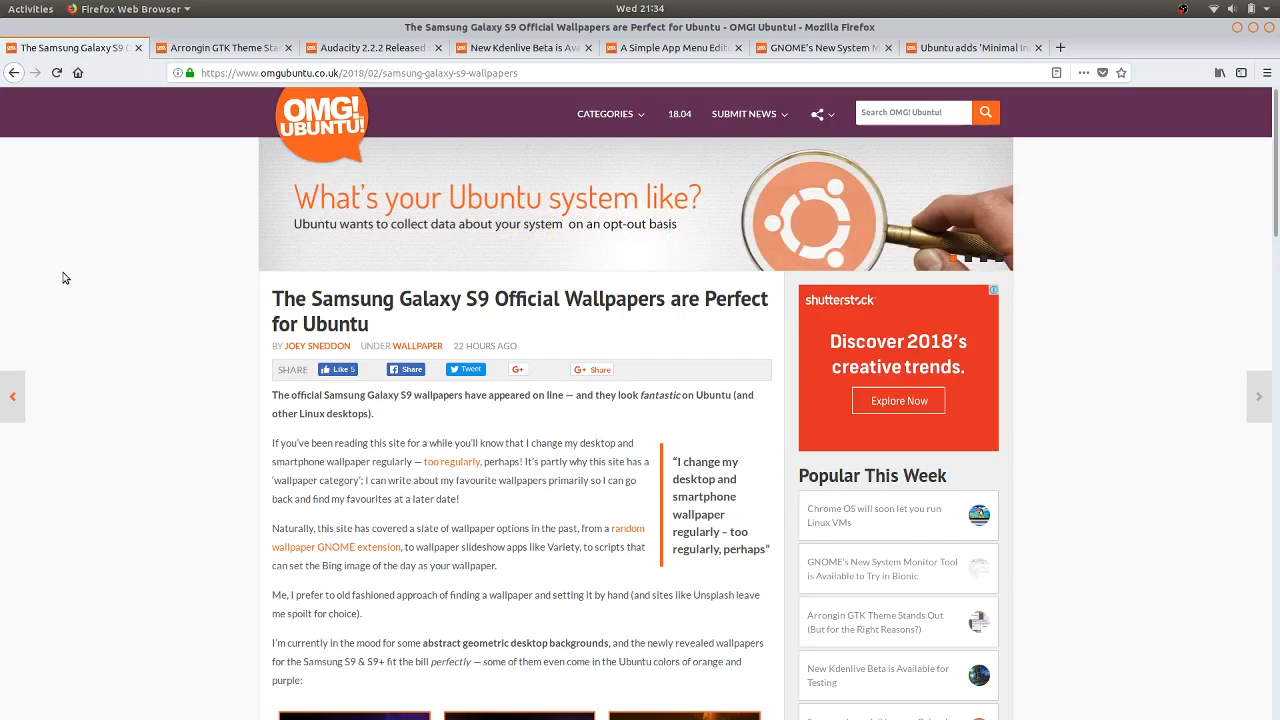 Activities Firefox Web Browser Wed 21:34
The Samsung Galaxy S9 Official Wallpapers are Perfect for Ubuntu - OMG! Ubuntu! - Mozilla Firefox
The Samsung Galaxy S9 Arrongin GTK Theme Sta Audacity 2.2.2 Released New Kdenlive Beta is Ava A Simple App Menu Edit GNOME's New System M Ubuntu adds 'Minimal Ins
https://www.omgubuntu.co.uk/2018/02/samsung-galaxy-s9-wallpapers
OMG!
UBUNTU!
CATEGORIES 18.04 SUBMIT NEWS Search OMG! Ubuntu!
What's your Ubuntu system like?
Ubuntu wants to collect data about your system on an opt-out basis
The Samsung Galaxy S9 Official Wallpapers are Perfect
for Ubuntu
BY JOEY SNEDDON UNDER WALLPAPER 22 HOURS AGO
SHARE Like 5 Share Tweet G+ G+ Share
The official Samsung Galaxy S9 wallpapers have appeared on line — and they look fantastic on Ubuntu (and
other Linux desktops).
If you've been reading this site for a while you'll know that I change my desktop and
smartphone wallpaper regularly — too regularly, perhaps! It's partly why this site has a
'wallpaper category'; I can write about my favourite wallpapers primarily so I can go
back and find my favourites at a later date!
"I change my
desktop and
smartphone
wallpaper
regularly – too
regularly, perhaps"
Naturally, this site has covered a slate of wallpaper options in the past, from a random
wallpaper GNOME extension, to wallpaper slideshow apps like Variety, to scripts that
can set the Bing image of the day as your wallpaper.
Me, I prefer to old fashioned approach of finding a wallpaper and setting it by hand (and sites like Unsplash leave
me spoilt for choice).
I'm currently in the mood for some abstract geometric desktop backgrounds, and the newly revealed wallpapers
for the Samsung S9 & S9+ fit the bill perfectly — some of them even come in the Ubuntu colors of orange and
purple:
shutterstock
Discover 2018's
creative trends.
Explore Now
Popular This Week
Chrome OS will soon let you run
Linux VMs
GNOME's New System Monitor Tool
is Available to Try in Bionic
Arrongin GTK Theme Stands Out
(But for the Right Reasons?)
New Kdenlive Beta is Available for
Testing